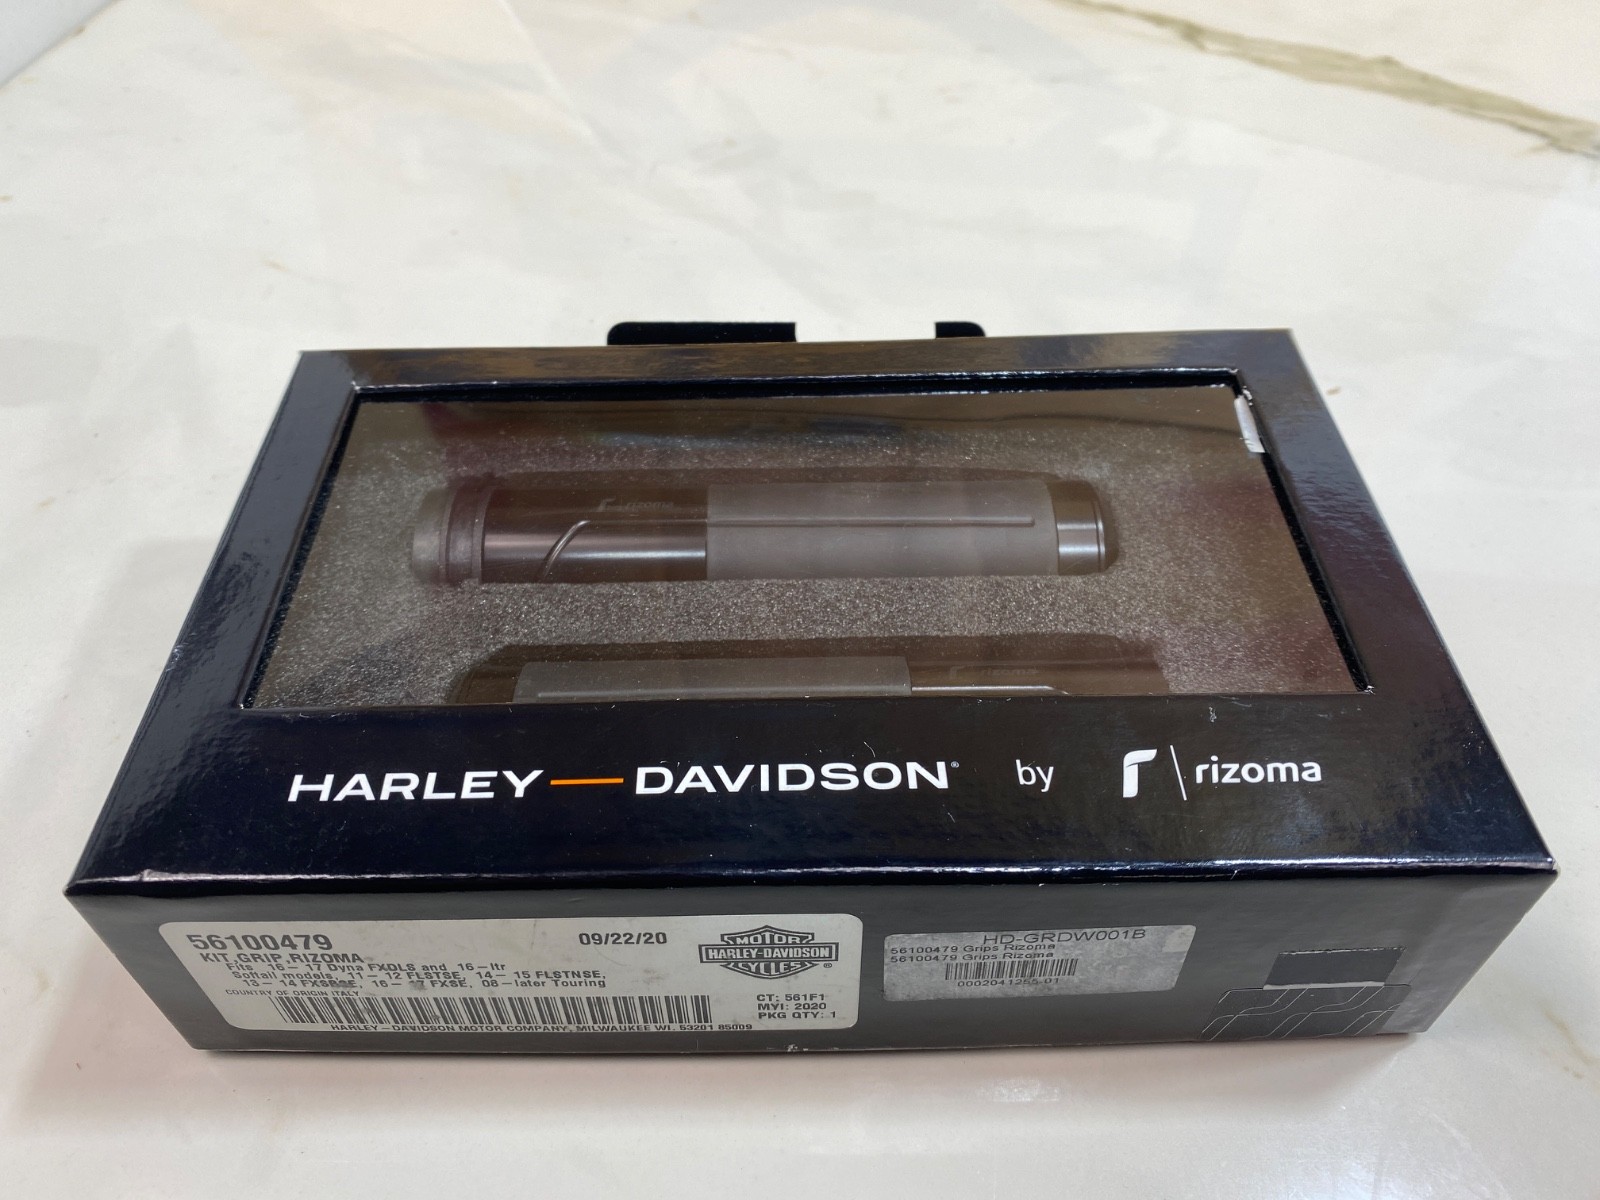 rizoma
rizoma
HARLEY—DAVIDSON® by rizoma
56100479
09/22/20
KIT, GRIP, RIZOMA
Fits 16-17 Dyna FXDLS and 16-ltr
Softail models, 11-12 FLSTSE, 14-15 FLSTNSE,
13-14 FXSBSE, 16-17 FXSE, 08-later Touring
COUNTRY OF ORIGIN ITALY
MOTOR
HARLEY-DAVIDSON
CYCLES®
CT: 561F1
MYI: 2020
PKG QTY: 1
HARLEY-DAVIDSON MOTOR COMPANY, MILWAUKEE WI. 53201 85009
HD-GRDW001B
56100479 Grips Rizoma
56100479 Grips Rizoma
0002041255-01